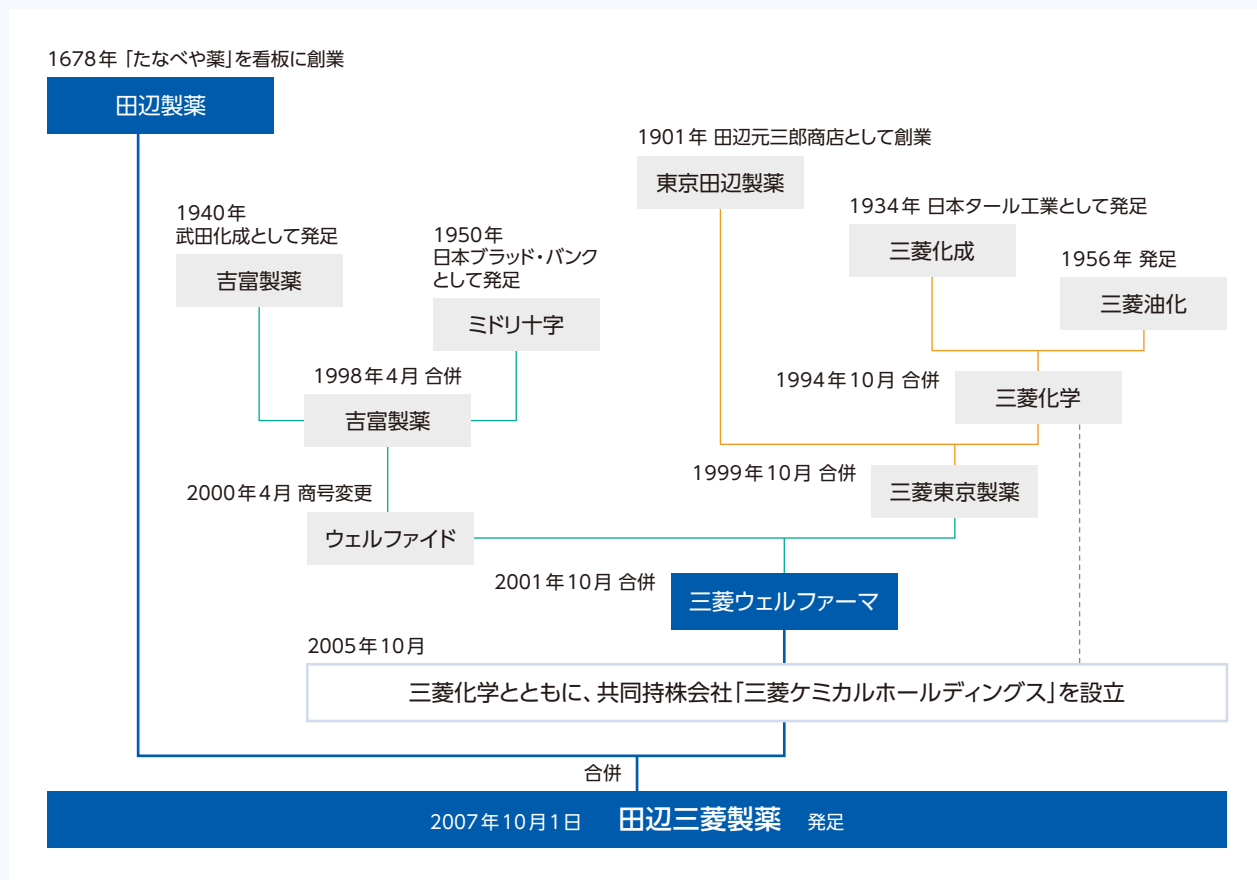 1678年 「たなべや薬」を看板に創業
田辺製薬
1901年 田辺元三郎商店として創業
東京田辺製薬
1934年 日本タール工業として発足
三菱化成
1956年 発足
三菱油化
1940年
武田化成として発足
吉富製薬
1950年
日本ブラッド・バンク
として発足
ミドリ十字
1998年4月 合併
吉富製薬
1994年10月 合併
三菱化学
2000年4月 商号変更
ウェルファイド
1999年10月 合併
三菱東京製薬
2001年10月 合併
三菱ウェルファーマ
2005年10月
三菱化学とともに、共同持株会社「三菱ケミカルホールディングス」を設立
合併
2007年10月1日 田辺三菱製薬 発足